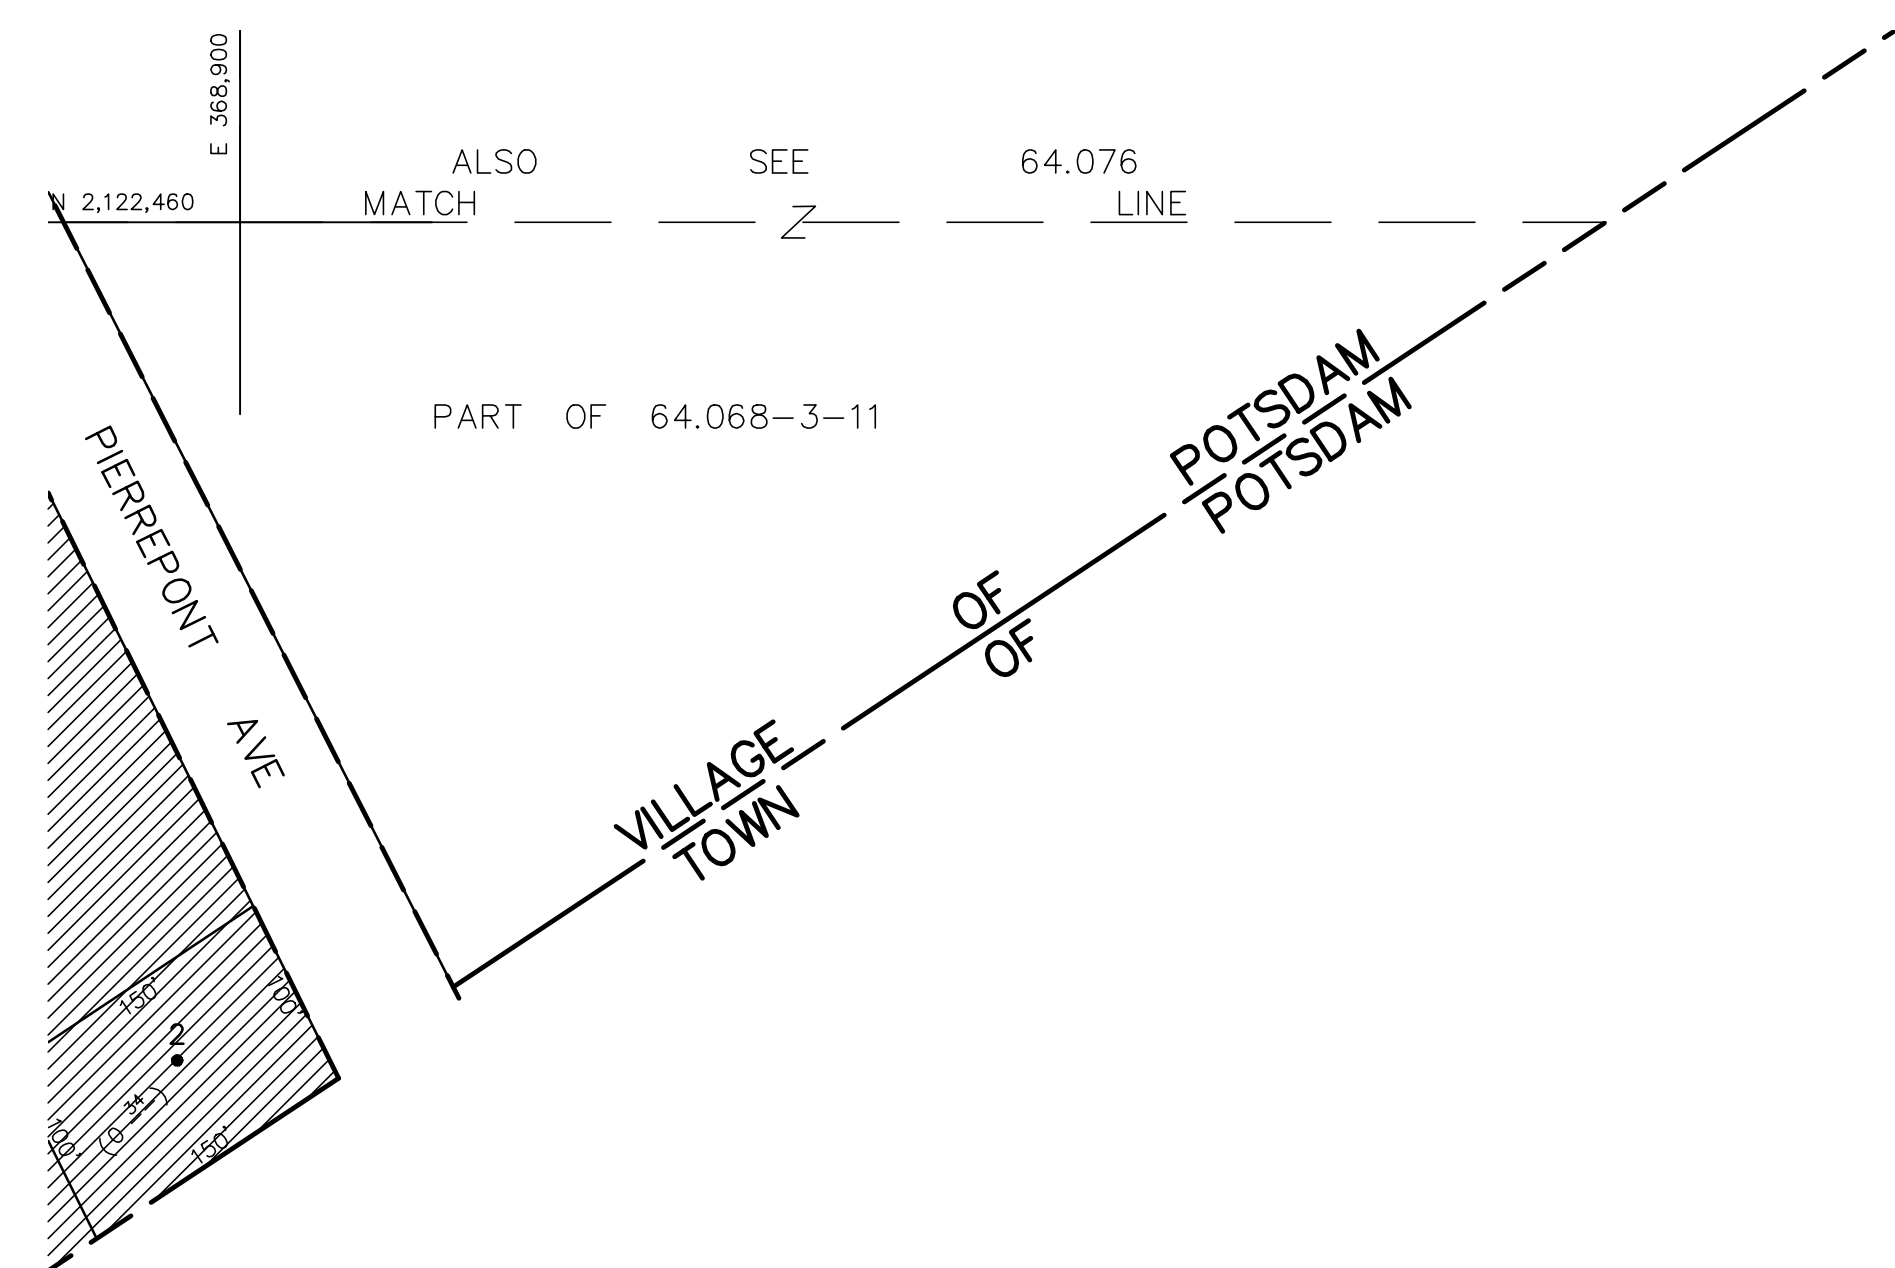 E 368,900
ALSO SEE 64.076
N 2,122,460
MATCH LINE
Z
PART OF 64.068-3-11
PIERREPONT AVE
VILLAGE OF POTSDAM
TOWN OF POTSDAM
150'
100'
2
(0 34)
100'
150'